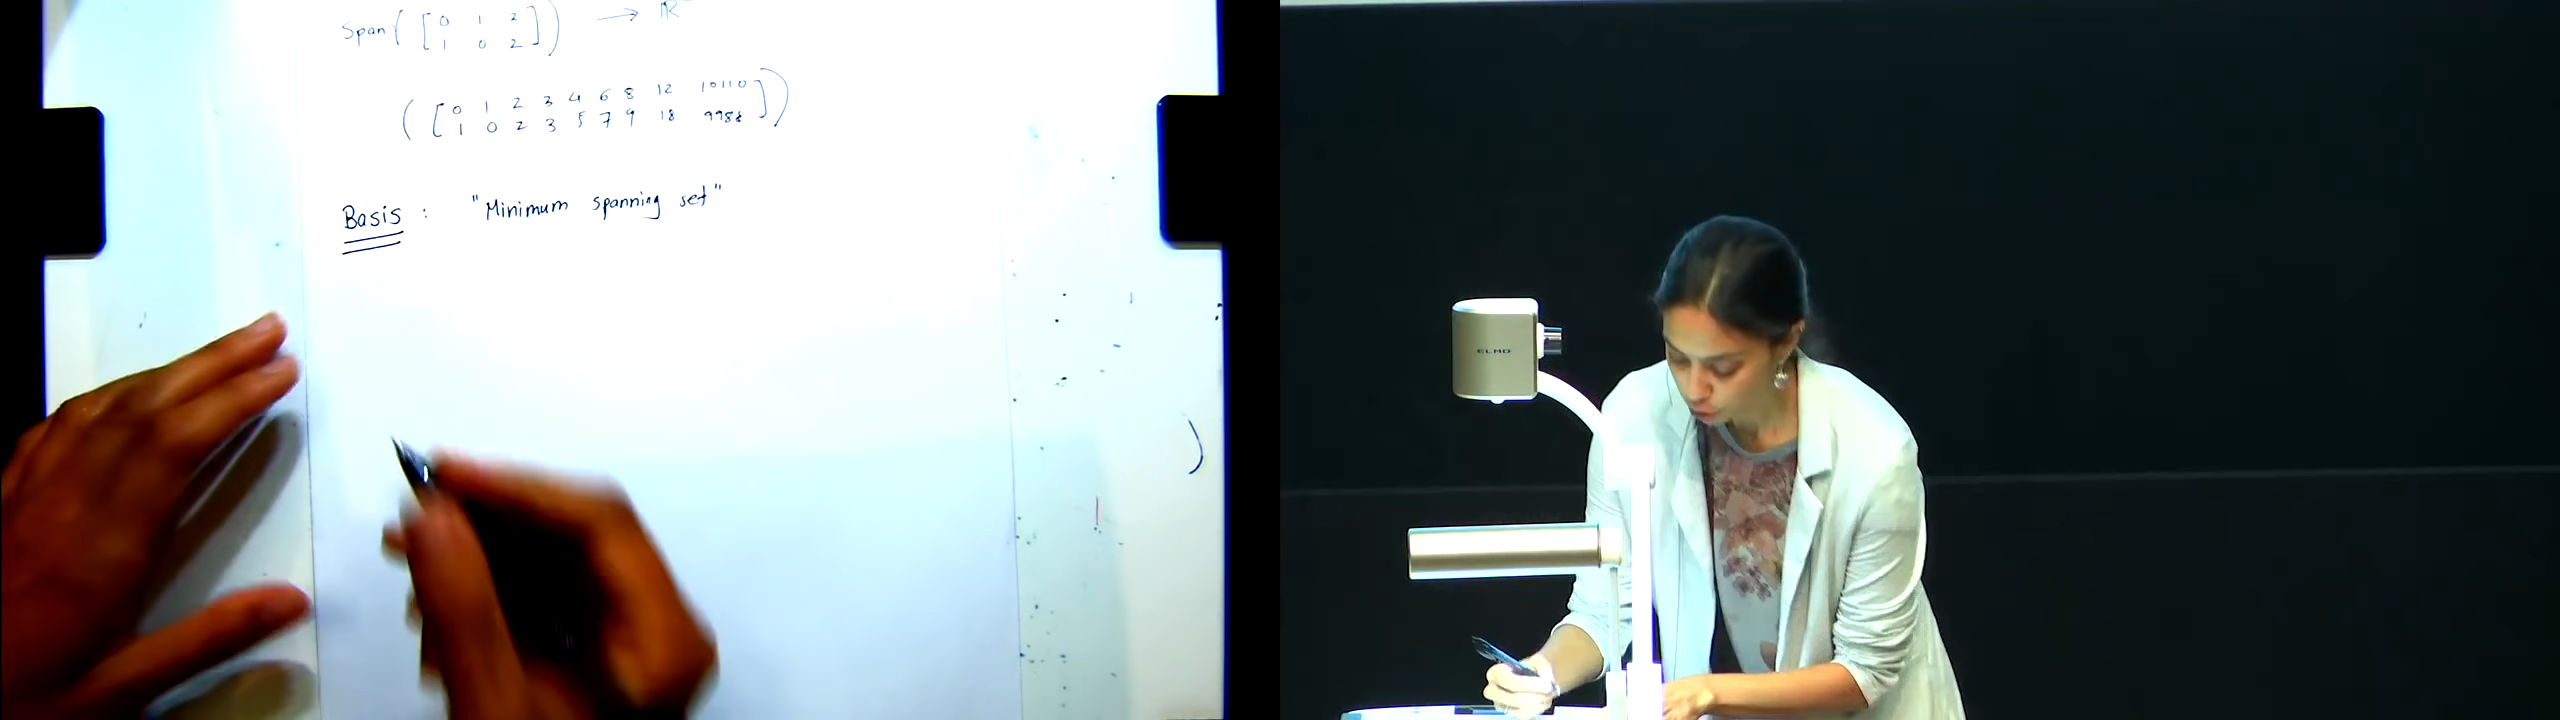 Span ( [ 0 1 2
1 0 2 ] ) → ℝ
( [ 0 1 2 3 4 6 8 12 10110
1 0 2 3 5 7 9 18 998 ] )
Basis : "Minimum spanning set"
ELMO